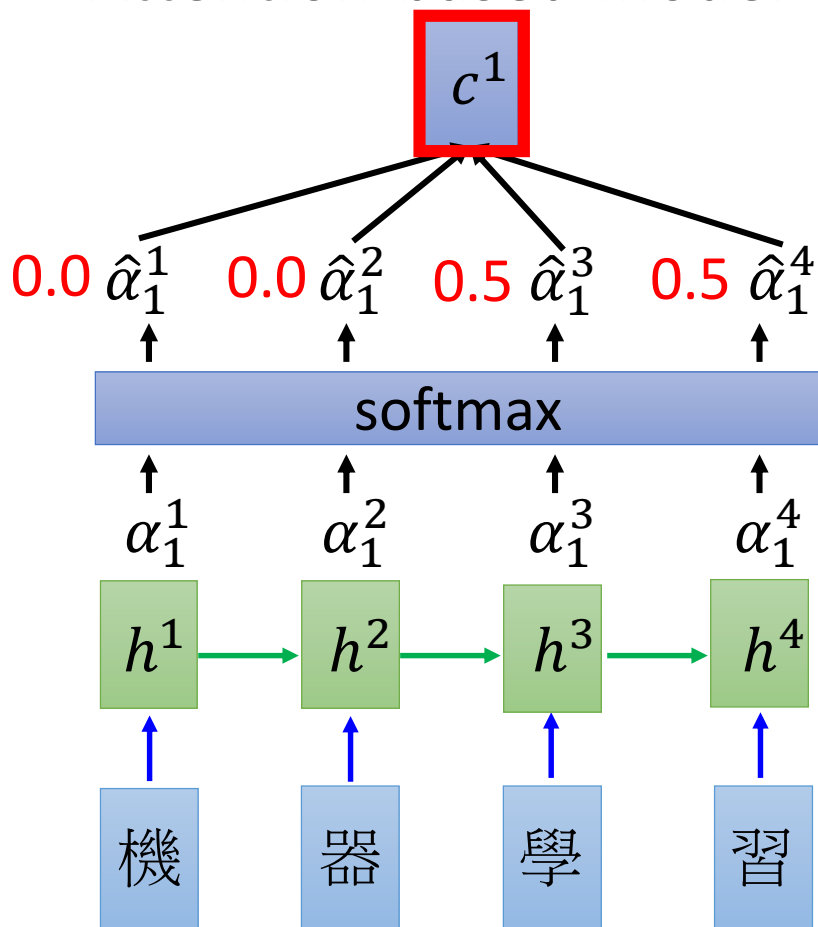 c¹
0.0 α̂₁¹ 0.0 α̂₁² 0.5 α̂₁³ 0.5 α̂₁⁴
softmax
α₁¹ α₁² α₁³ α₁⁴
h¹ h² h³ h⁴
機 器 學 習